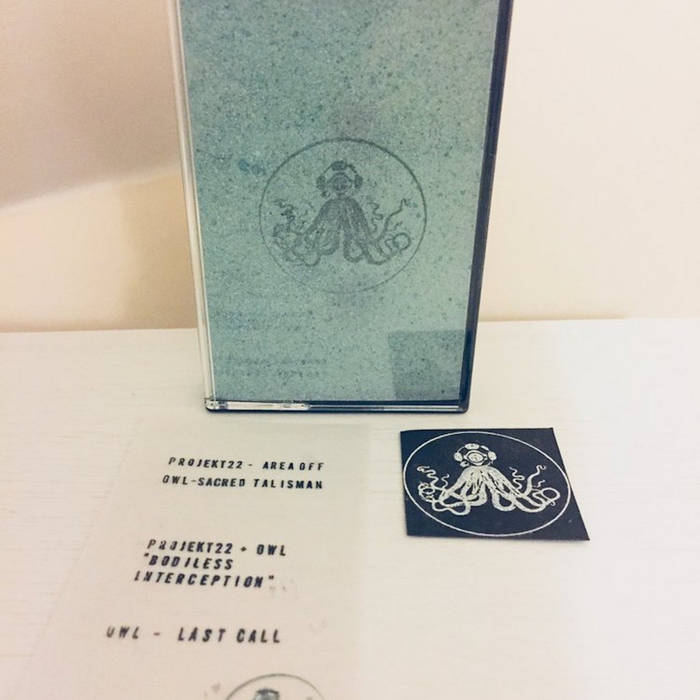 PROJEKT22 - AREA OFF
OWL-SACRED TALISMAN
PROJEKT22 + OWL
"BODILESS
INTERCEPTION"
OWL - LAST CALL